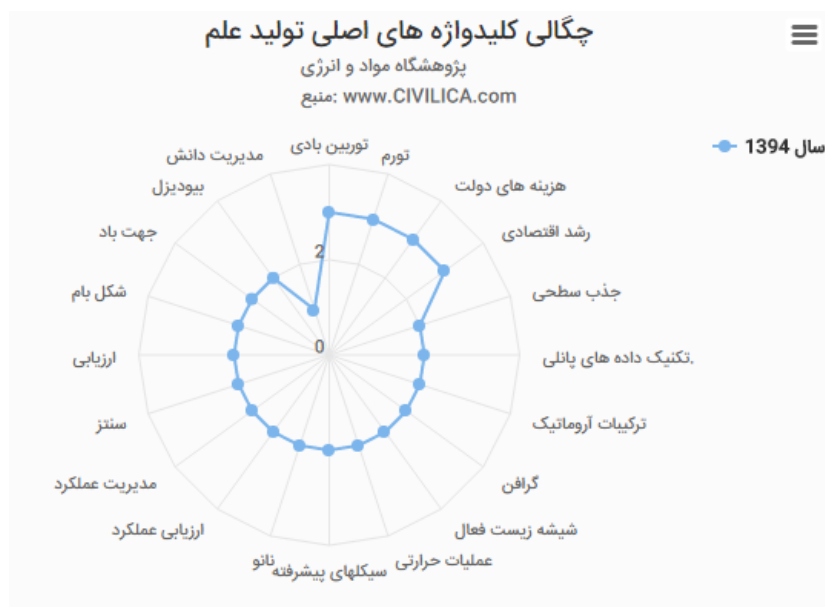 چگالی کلیدواژه های اصلی تولید علم
پژوهشگاه مواد و انرژی
منبع: www.CIVILICA.com
سال 1394
توربین بادی
تورم
هزینه های دولت
رشد اقتصادی
جذب سطحی
تکنیک داده های پانلی.
ترکیبات آروماتیک
گرافن
شیشه زیست فعال
عملیات حرارتی
سیکلهای پیشرفته
نانو
ارزیابی عملکرد
مدیریت عملکرد
سنتز
ارزیابی
شکل بام
جهت باد
بیودیزل
مدیریت دانش
2
0